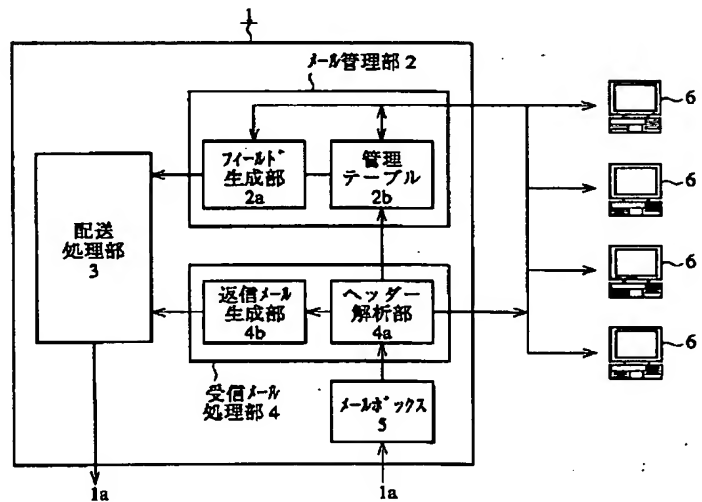 1
メール管理部 2
フィールド
生成部
2a
管理
テーブル
2b
配送
処理部
3
返信メール
生成部
4b
ヘッダー
解析部
4a
受信メール
処理部 4
メールボックス
5
1a
1a
6
6
6
6